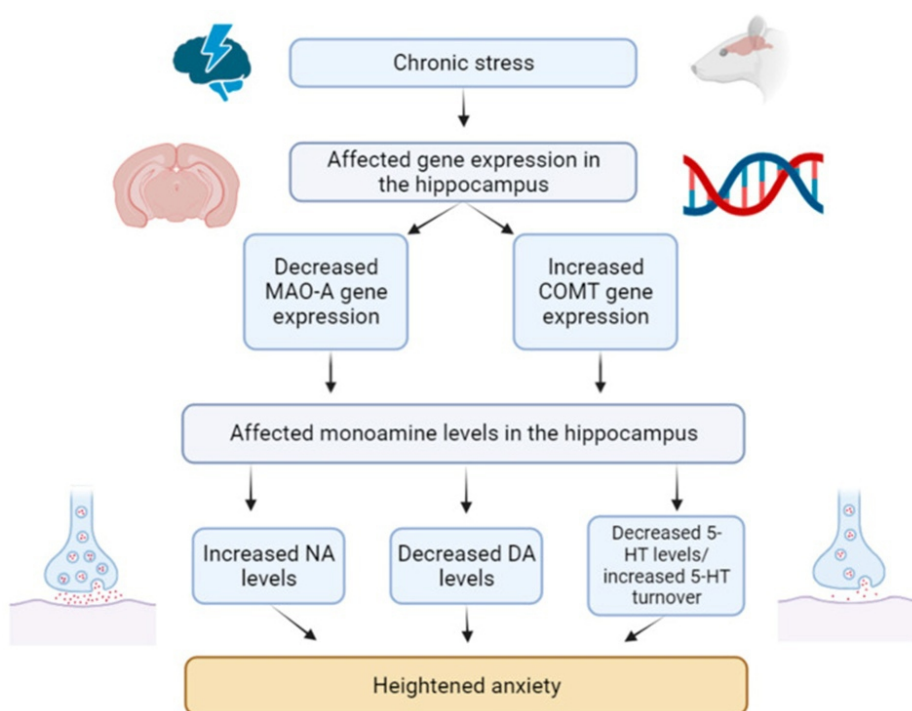 Chronic stress
Affected gene expression in
the hippocampus
Decreased
MAO-A gene
expression
Increased
COMT gene
expression
Affected monoamine levels in the hippocampus
Increased NA
levels
Decreased DA
levels
Decreased 5-
HT levels/
increased 5-HT
turnover
Heightened anxiety